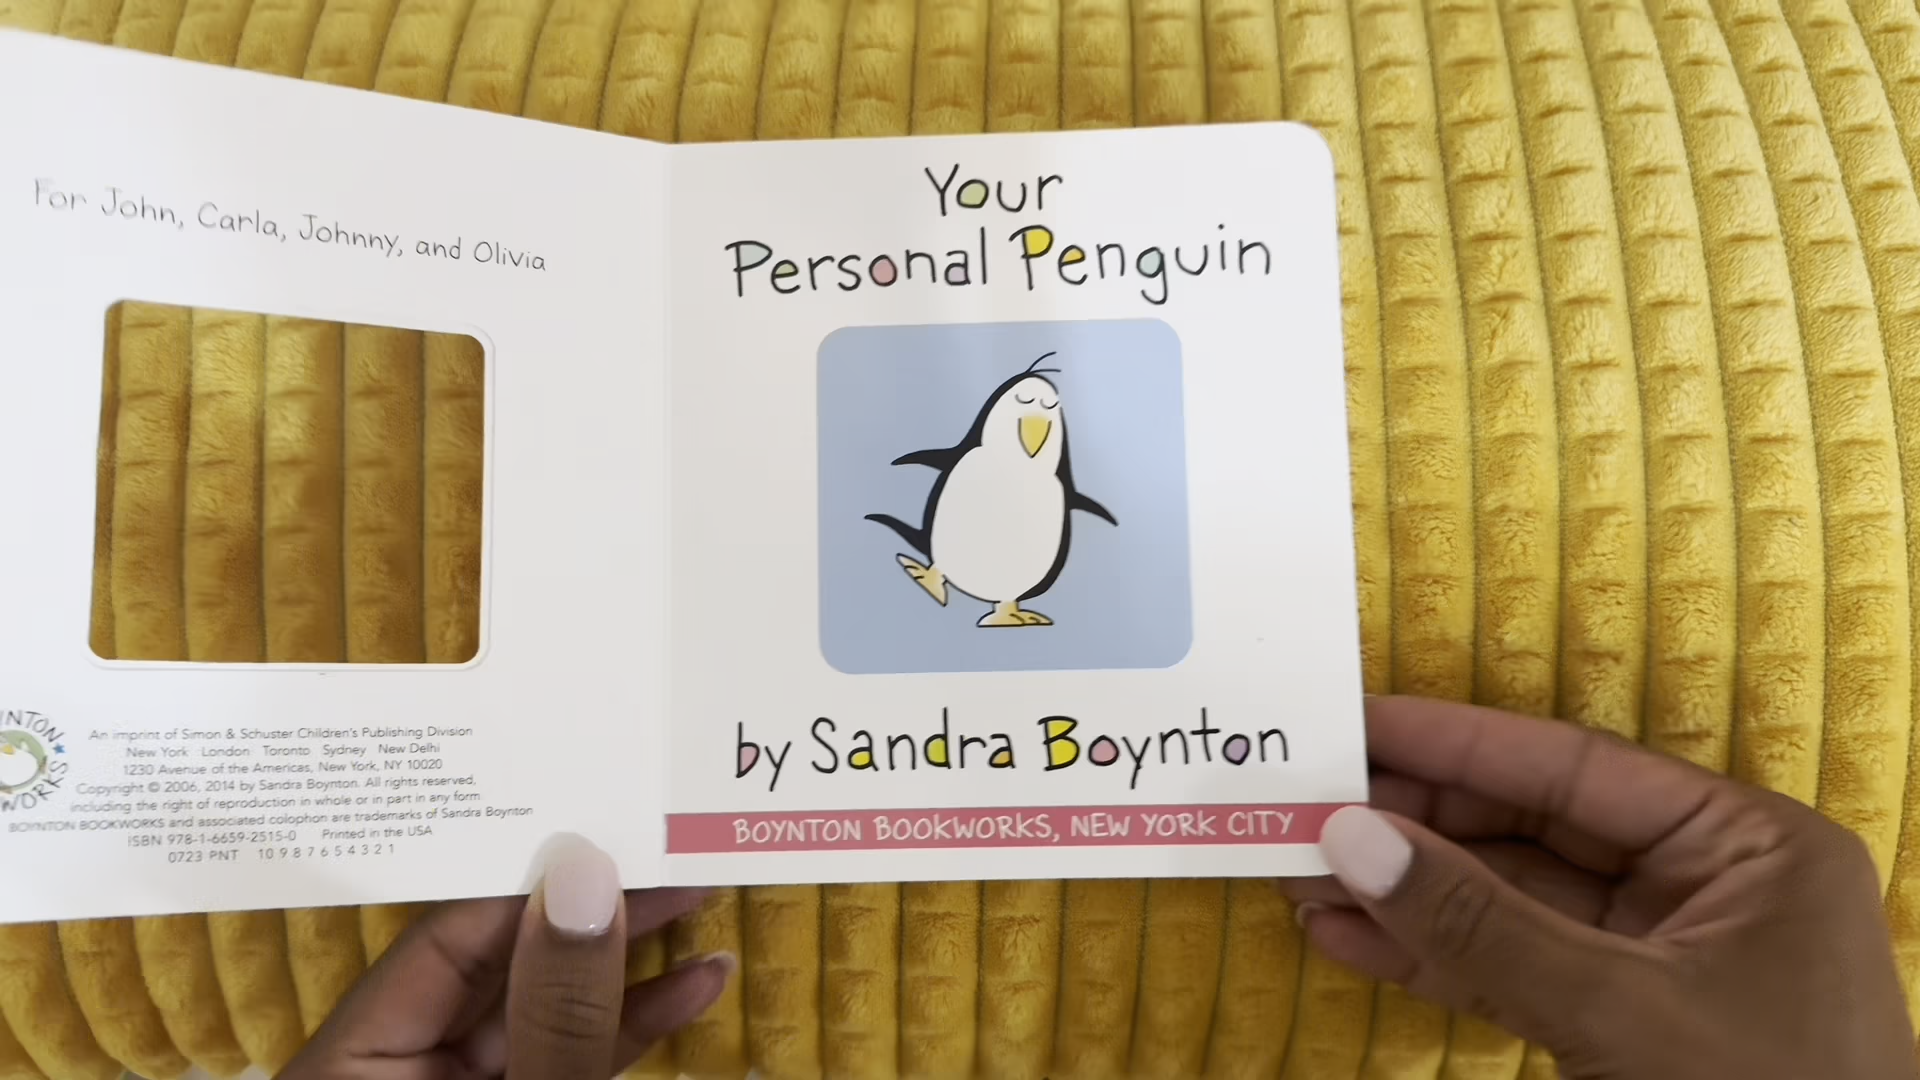 For John, Carla, Johnny, and Olivia
An imprint of Simon & Schuster Children's Publishing Division
New York London Toronto Sydney New Delhi
1230 Avenue of the Americas, New York, NY 10020
Copyright © 2006, 2014 by Sandra Boynton. All rights reserved,
including the right of reproduction in whole or in part in any form.
BOYNTON BOOKWORKS and associated colophon are trademarks of Sandra Boynton
ISBN 978-1-6659-2515-0 Printed in the USA
0723 PNT 10 9 8 7 6 5 4 3 2 1
Your
Personal Penguin
by Sandra Boynton
BOYNTON BOOKWORKS, NEW YORK CITY